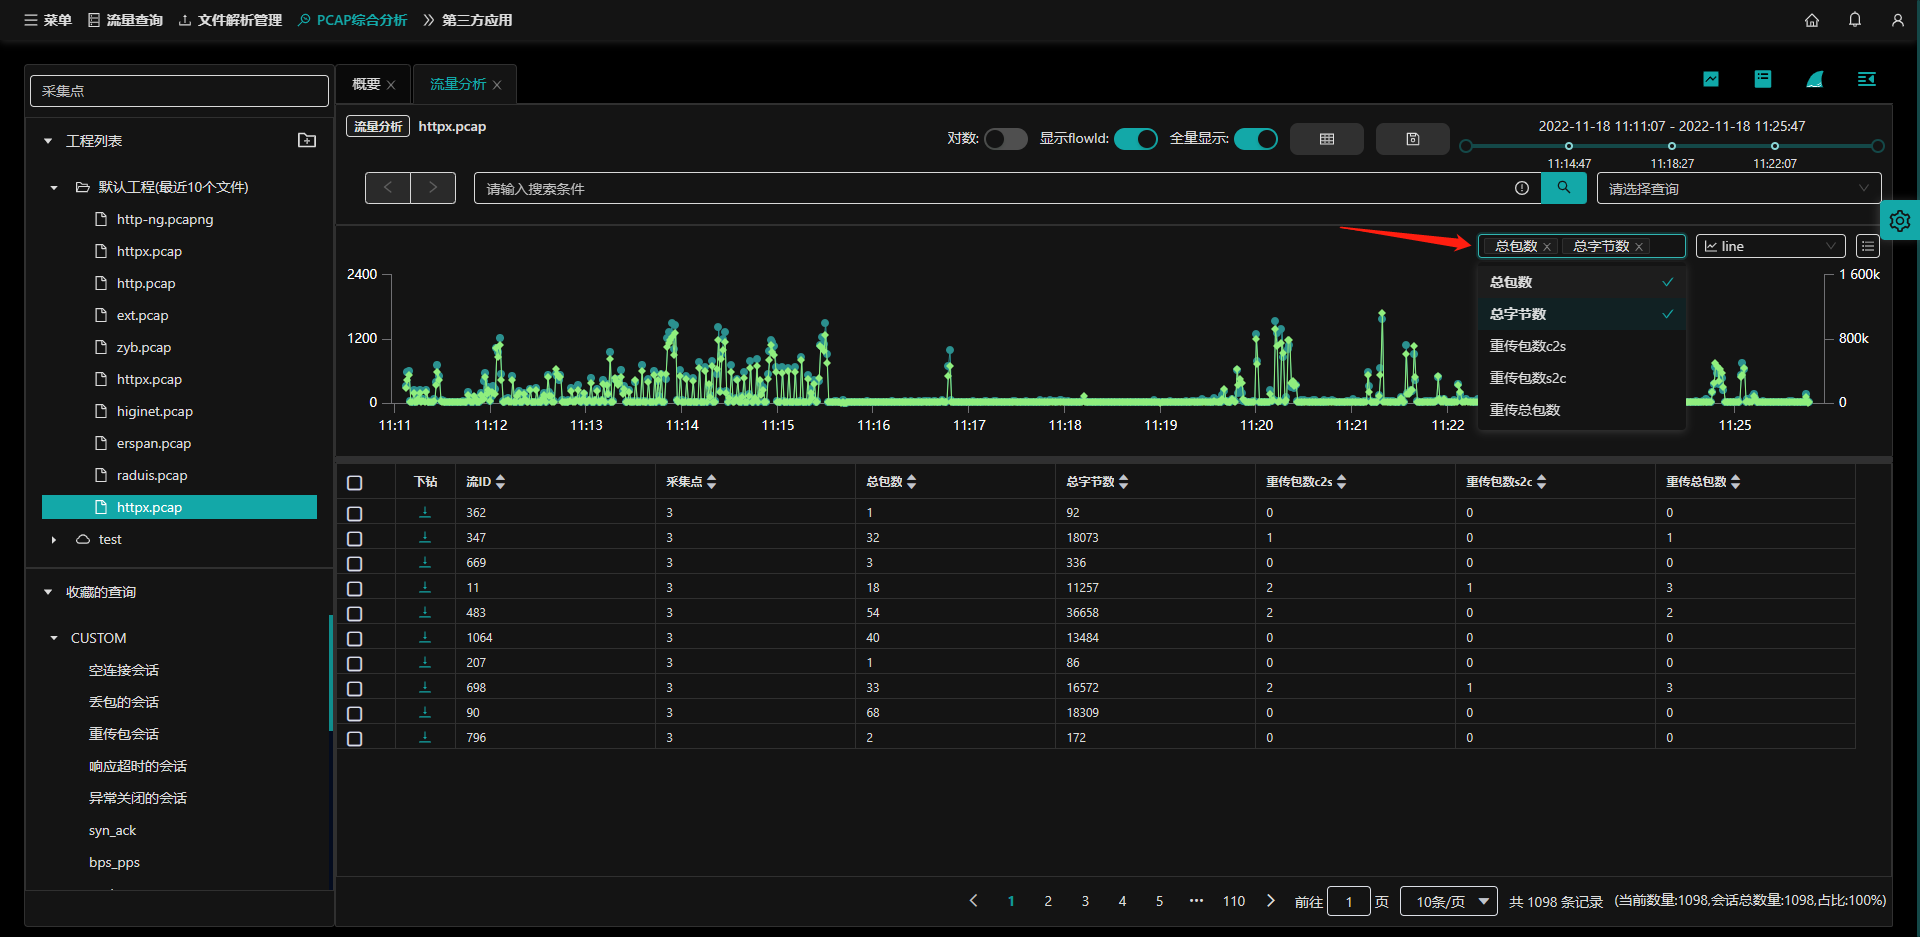 菜单 流量查询 文件解析管理 PCAP综合分析 第三方应用
采集点
工程列表
默认工程(最近10个文件)
http-ng.pcapng
httpx.pcap
http.pcap
ext.pcap
zyb.pcap
httpx.pcap
higinet.pcap
erspan.pcap
raduis.pcap
httpx.pcap
test
收藏的查询
CUSTOM
空连接会话
丢包的会话
重传包会话
响应超时的会话
异常关闭的会话
syn_ack
bps_pps
概要 流量分析
流量分析 httpx.pcap
对数: 显示flowId: 全量显示:
2022-11-18 11:11:07 - 2022-11-18 11:25:47
11:14:47 11:18:27 11:22:07
请输入搜索条件
请选择查询
总包数 总字节数 line
总包数
总字节数
重传包数c2s
重传包数s2c
重传总包数
2400
1200
0
1 600k
800k
0
11:11 11:12 11:13 11:14 11:15 11:16 11:17 11:18 11:19 11:20 11:21 11:22 11:25
下钻 流ID 采集点 总包数 总字节数 重传包数c2s 重传包数s2c 重传总包数
362 3 1 92 0 0 0
347 3 32 18073 1 0 1
669 3 3 336 0 0 0
11 3 18 11257 2 1 3
483 3 54 36658 2 0 2
1064 3 40 13484 0 0 0
207 3 1 86 0 0 0
698 3 33 16572 2 1 3
90 3 68 18309 0 0 0
796 3 2 172 0 0 0
1 2 3 4 5 ••• 110 前往 1 页 10条/页 共 1098 条记录 (当前数量:1098,会话总数量:1098,占比:100%)